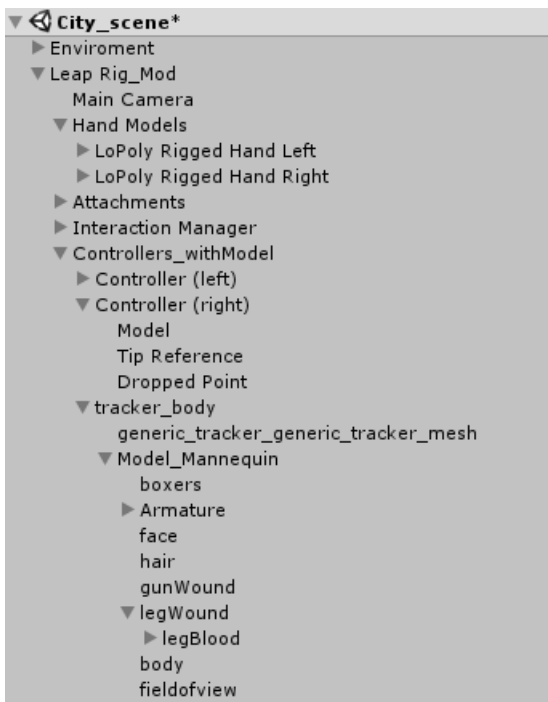 City_scene*
Enviroment
Leap Rig_Mod
Main Camera
Hand Models
LoPoly Rigged Hand Left
LoPoly Rigged Hand Right
Attachments
Interaction Manager
Controllers_withModel
Controller (left)
Controller (right)
Model
Tip Reference
Dropped Point
tracker_body
generic_tracker_generic_tracker_mesh
Model_Mannequin
boxers
Armature
face
hair
gunWound
legWound
legBlood
body
fieldofview